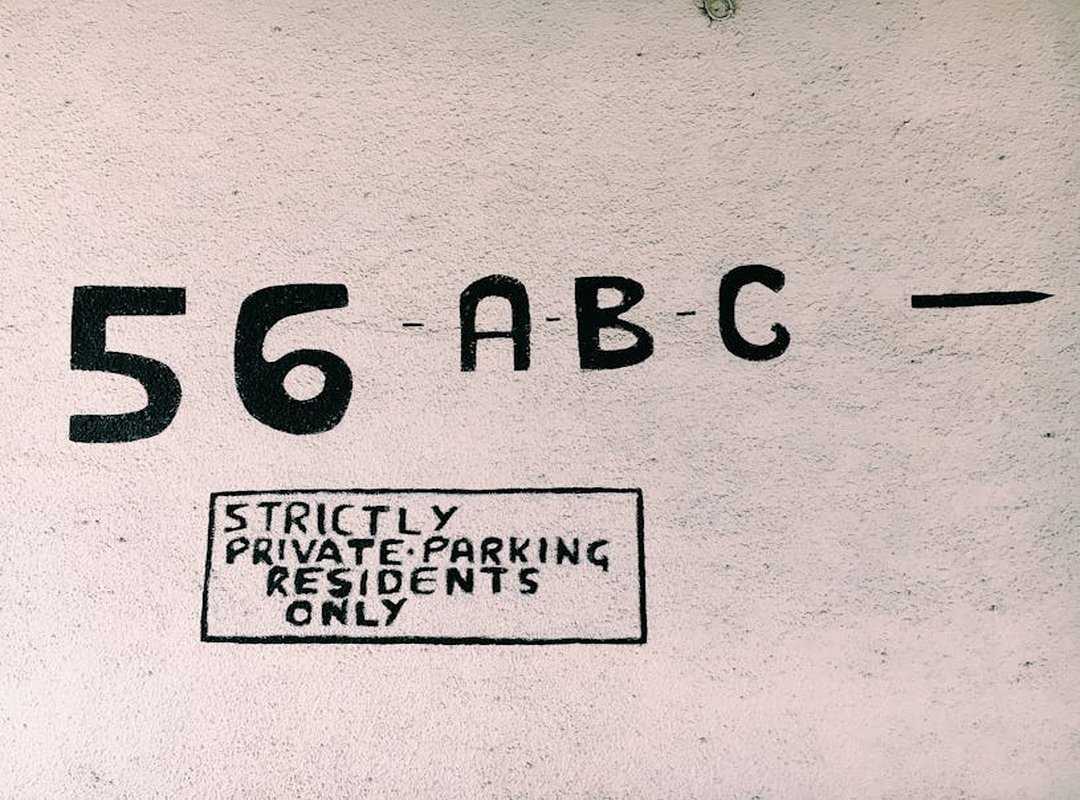 56 - A - B - C
STRICTLY
PRIVATE·PARKING
RESIDENTS
ONLY